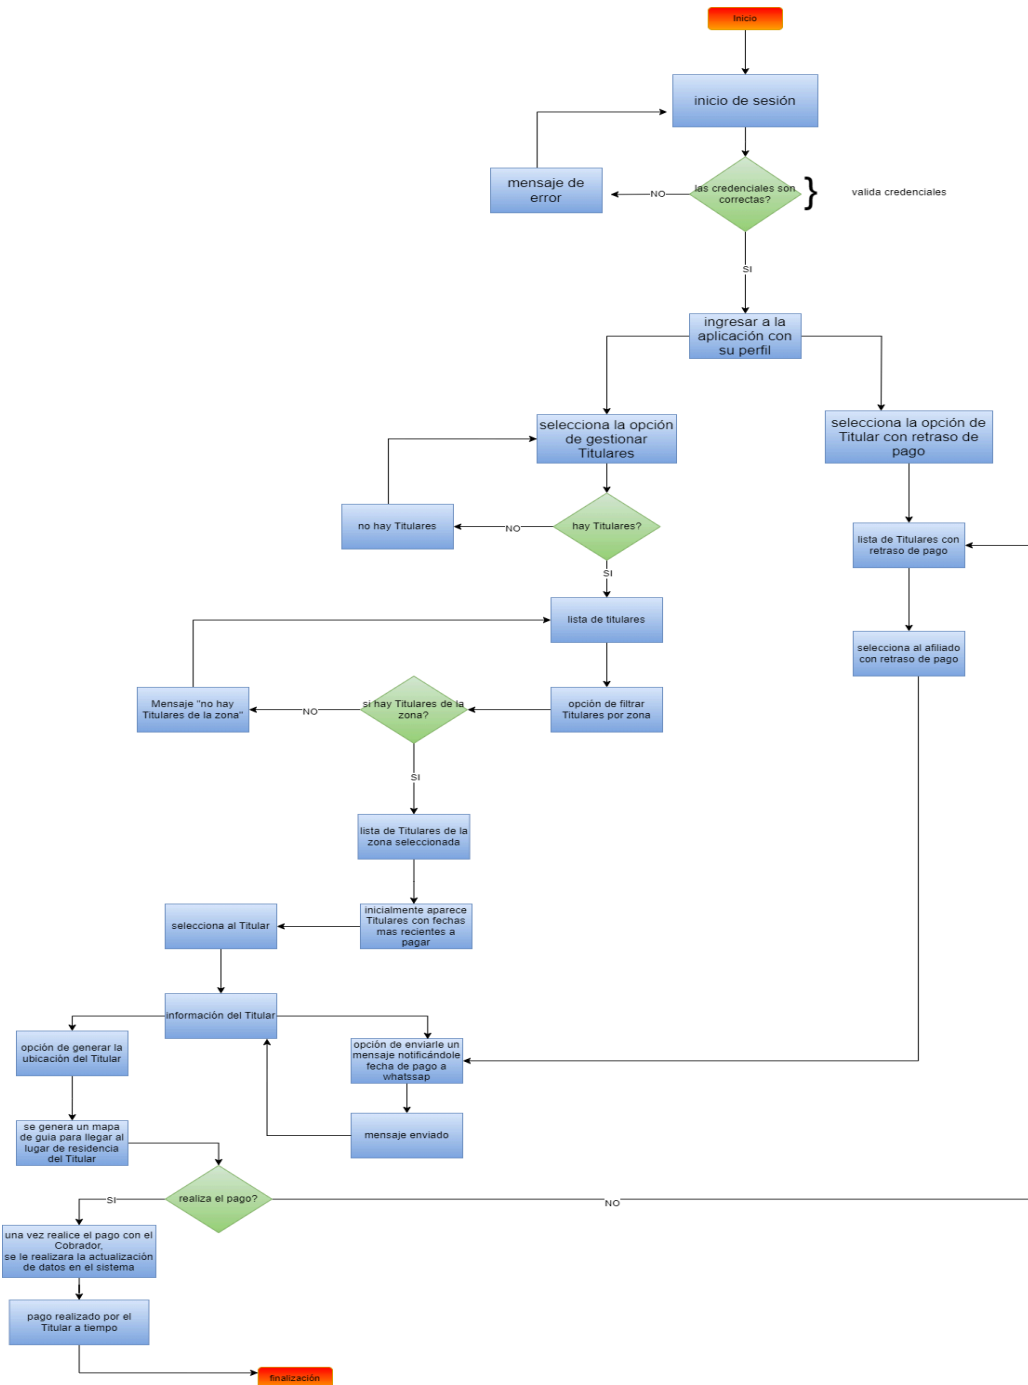 Inicio
inicio de sesión
mensaje de
error
NO
las credenciales son
correctas?
}
valida credenciales
SI
ingresar a la
aplicación con
su perfil
selecciona la opción
de gestionar
Titulares
selecciona la opción de
Titular con retraso de
pago
no hay Titulares
NO
hay Titulares?
lista de Titulares con
retraso de pago
SI
lista de titulares
selecciona al afiliado
con retraso de pago
Mensaje "no hay
Titulares de la zona"
NO
si hay Titulares de la
zona?
opción de filtrar
Titulares por zona
SI
lista de Titulares de la
zona seleccionada
selecciona al Titular
inicialmente aparece
Titulares con fechas
mas recientes a
pagar
información del Titular
opción de generar la
ubicación del Titular
opción de enviarle un
mensaje notificándole
fecha de pago a
whatssap
se genera un mapa
de guia para llegar al
lugar de residencia
del Titular
mensaje enviado
SI
realiza el pago?
NO
una vez realice el pago con el
Cobrador,
se le realizara la actualización
de datos en el sistema
pago realizado por el
Titular a tiempo
finalización